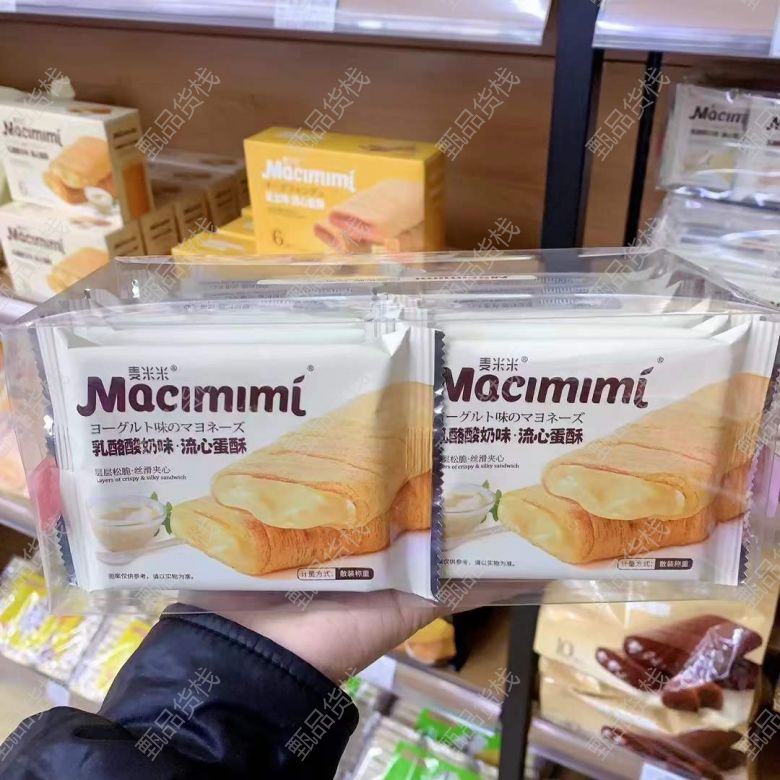 Macimimi
麦米米®
Macimimi®
ヨーグルト味のマヨネーズ
乳酪酸奶味·流心蛋酥
层层松脆·丝滑夹心
Layers of crispy & silky sandwich
图案仅供参考，请以实物为准。
计量方式：散装称重
麦米米®
Macimimi®
ヨーグルト味のマヨネーズ
乳酪酸奶味·流心蛋酥
层层松脆·丝滑夹心
Layers of crispy & silky sandwich
图案仅供参考，请以实物为准。
计量方式：散装称重
Macimimi
6
Macimimi
Macimimi
6
Macimimi
10
甄品货栈